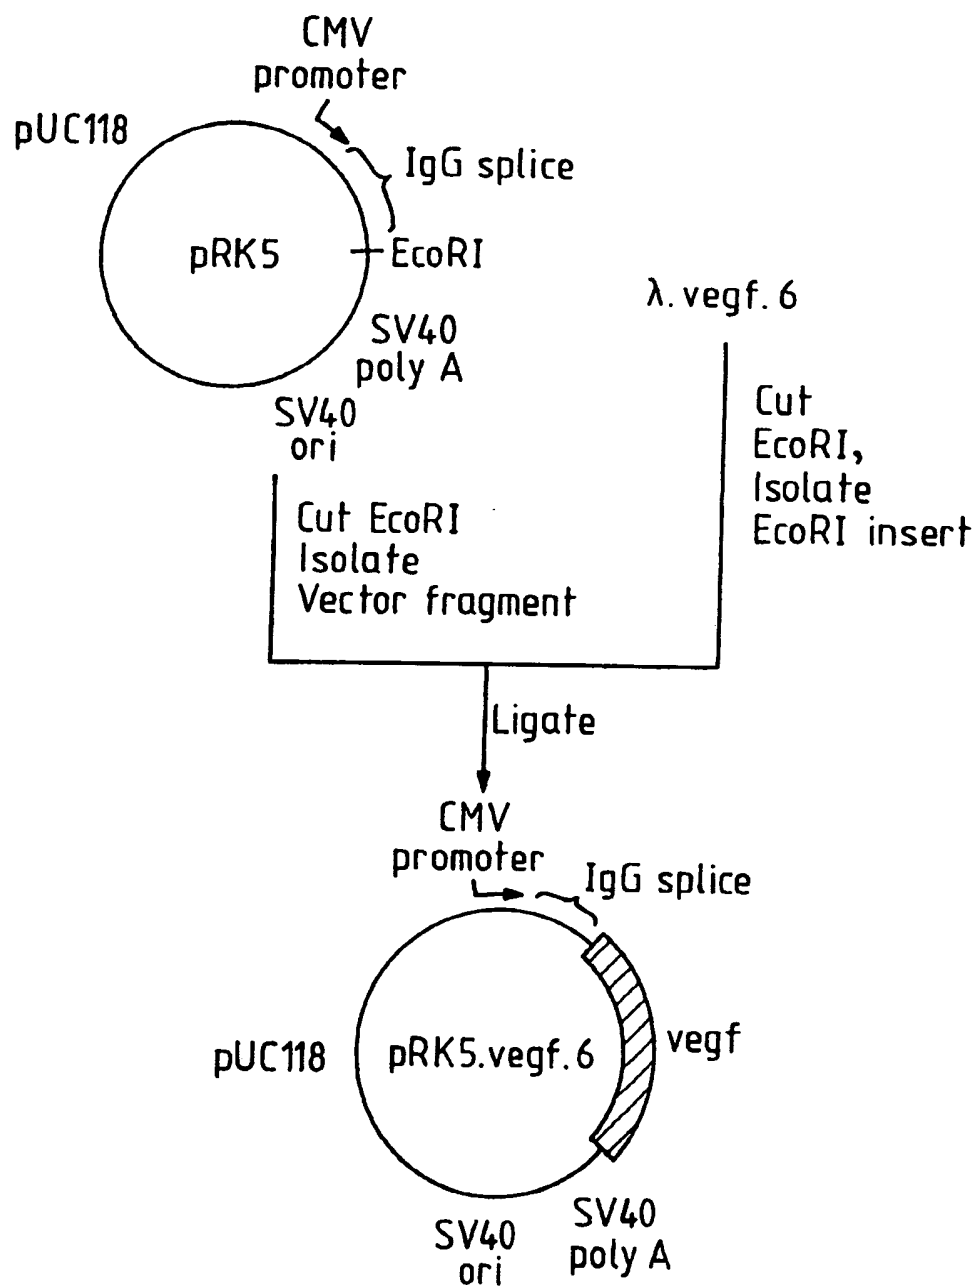 CMV
promoter
pUC118
IgG splice
pRK5
EcoRI
SV40
poly A
SV40
ori
λ.vegf.6
Cut
EcoRI,
Isolate
EcoRI insert
Cut EcoRI
Isolate
Vector fragment
Ligate
CMV
promoter
IgG splice
pUC118
pRK5.vegf.6
vegf
SV40
poly A
SV40
ori